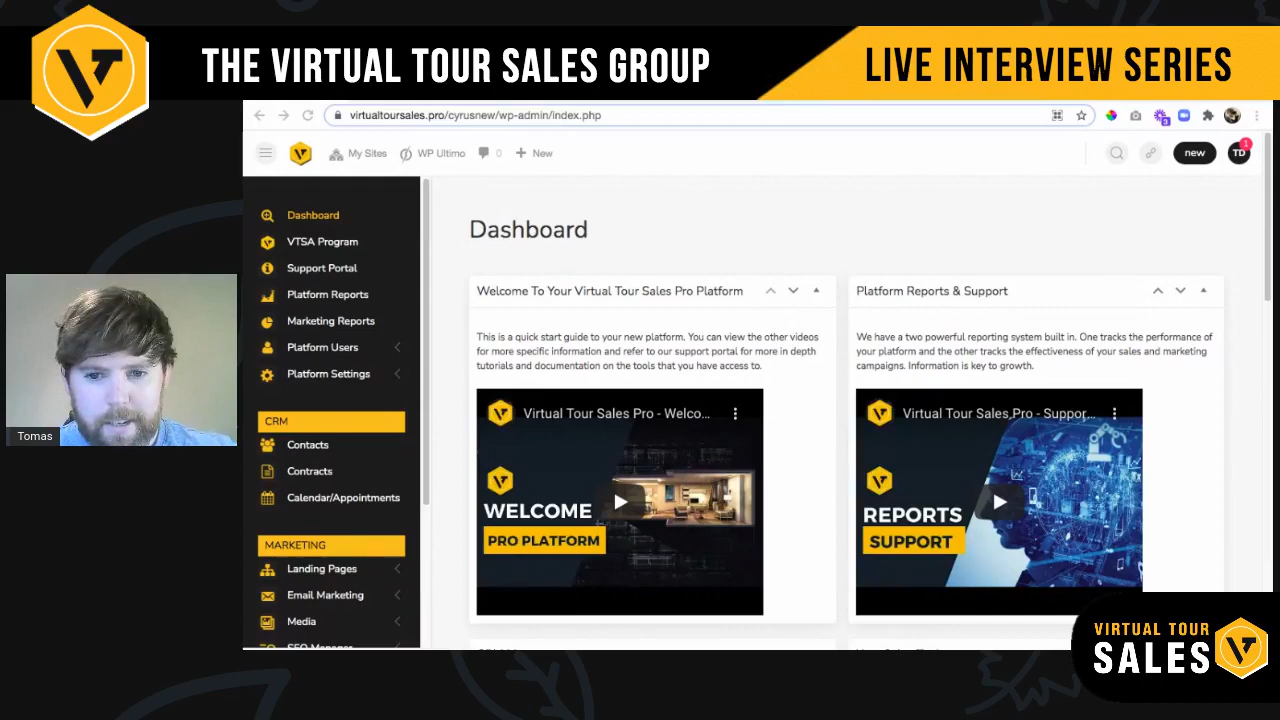 THE VIRTUAL TOUR SALES GROUP
LIVE INTERVIEW SERIES
virtualtoursales.pro/cyrusnew/wp-admin/index.php
3
My Sites
WP Ultimo
0
New
new
TD
1
Dashboard
VTSA Program
Support Portal
Platform Reports
Marketing Reports
Platform Users
Platform Settings
CRM
Contacts
Contracts
Calendar/Appointments
MARKETING
Landing Pages
Email Marketing
Media
SEO Manager
Dashboard
Welcome To Your Virtual Tour Sales Pro Platform
This is a quick start guide to your new platform. You can view the other videos
for more specific information and refer to our support portal for more in depth
tutorials and documentation on the tools that you have access to.
Virtual Tour Sales Pro - Welco...
WELCOME
PRO PLATFORM
Platform Reports & Support
We have a two powerful reporting system built in. One tracks the performance of
your platform and the other tracks the effectiveness of your sales and marketing
campaigns. Information is key to growth.
Virtual Tour Sales Pro - Suppor...
REPORTS
SUPPORT
Tomas
VIRTUAL TOUR
SALES